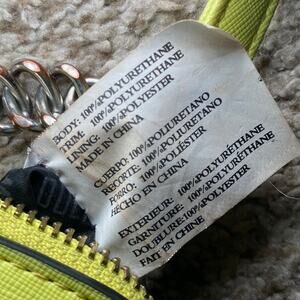 BODY: 100%POLYURETHANE
TRIM: 100%POLYURETHANE
LINING: 100%POLYESTER
MADE IN CHINA
CUERPO: 100%POLIURETANO
RECORTE: 100%POLIURETANO
FORRO: 100%POLIÉSTER
HECHO EN CHINA
EXTERIEUR: 100%POLYURÉTHANE
GARNITURE: 100%POLYURÉTHANE
DOUBLURE: 100%POLYESTER
FAIT EN CHINE